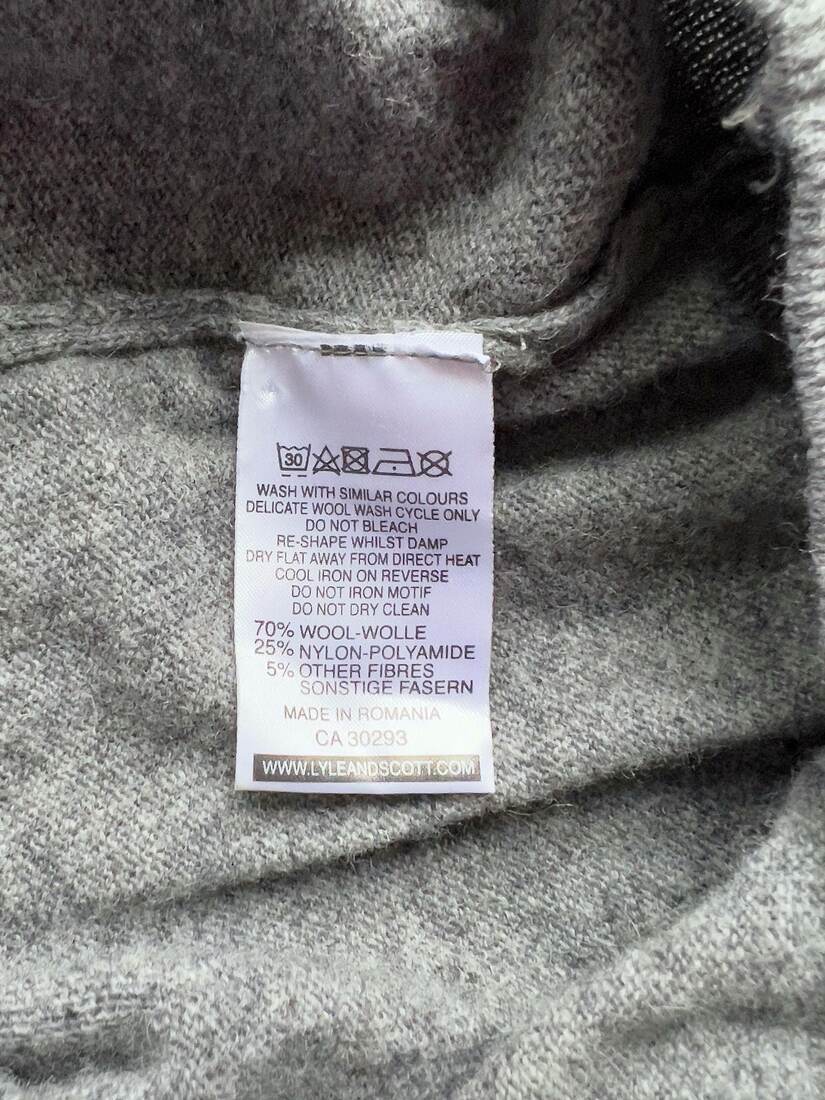 30
WASH WITH SIMILAR COLOURS
DELICATE WOOL WASH CYCLE ONLY
DO NOT BLEACH
RE-SHAPE WHILST DAMP
DRY FLAT AWAY FROM DIRECT HEAT
COOL IRON ON REVERSE
DO NOT IRON MOTIF
DO NOT DRY CLEAN
70% WOOL-WOLLE
25% NYLON-POLYAMIDE
5% OTHER FIBRES
SONSTIGE FASERN
MADE IN ROMANIA
CA 30293
WWW.LYLEANDSCOTT.COM